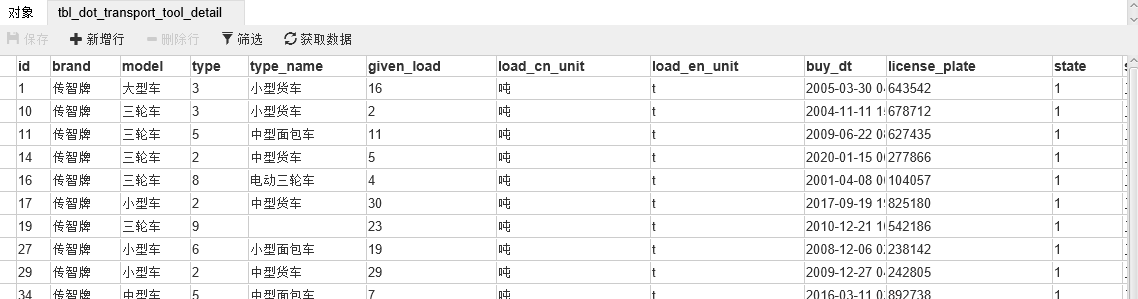 对象 tbl_dot_transport_tool_detail
保存 新增行 删除行 筛选 获取数据
id brand model type type_name given_load load_cn_unit load_en_unit buy_dt license_plate state
1 传智牌 大型车 3 小型货车 16 吨 t 2005-03-30 0 643542 1
10 传智牌 三轮车 3 小型货车 2 吨 t 2004-11-11 1 678712 1
11 传智牌 三轮车 5 中型面包车 11 吨 t 2009-06-22 0 627435 1
14 传智牌 三轮车 2 中型货车 5 吨 t 2020-01-15 0 277866 1
16 传智牌 三轮车 8 电动三轮车 4 吨 t 2001-04-08 0 104057 1
17 传智牌 小型车 2 中型货车 30 吨 t 2017-09-19 1 825180 1
19 传智牌 三轮车 9 23 吨 t 2010-12-21 1 542186 1
27 传智牌 小型车 6 小型面包车 19 吨 t 2008-12-06 0 238142 1
29 传智牌 小型车 2 中型货车 29 吨 t 2009-12-27 0 242805 1
34 传智牌 中型车 5 中型面包车 7 吨 t 2016-03-11 0 892738 1